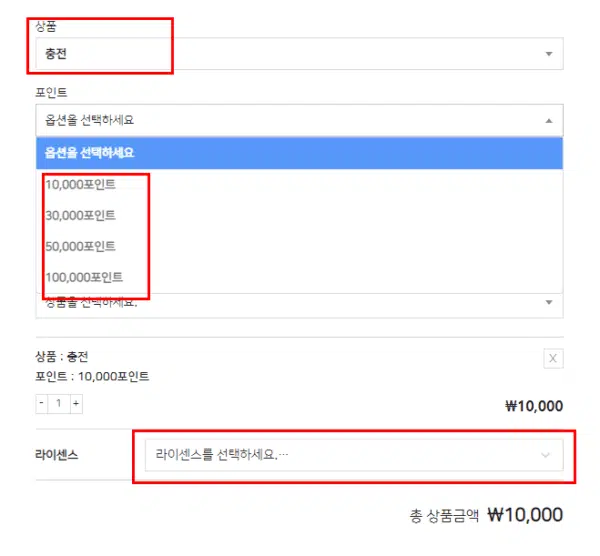 상품
충전
포인트
옵션을 선택하세요
옵션을 선택하세요
10,000포인트
30,000포인트
50,000포인트
100,000포인트
상품을 선택하세요.
상품 : 충전
X
포인트 : 10,000포인트
- 1 +
₩10,000
라이센스
라이센스를 선택하세요.…
총 상품금액 ₩10,000